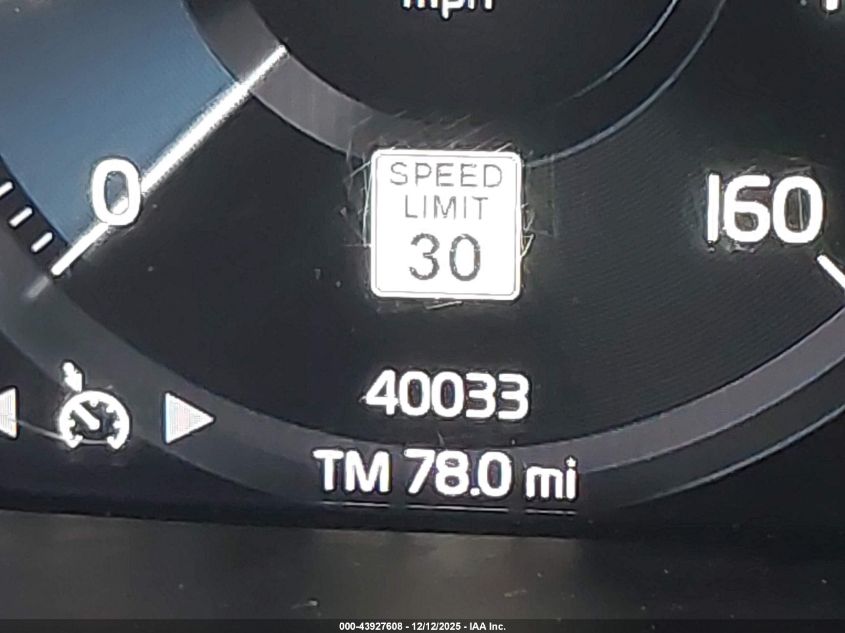 mph
0
SPEED
LIMIT
30
160
40033
TM 78.0 mi
000-43927608 - 12/12/2025 - IAA Inc.